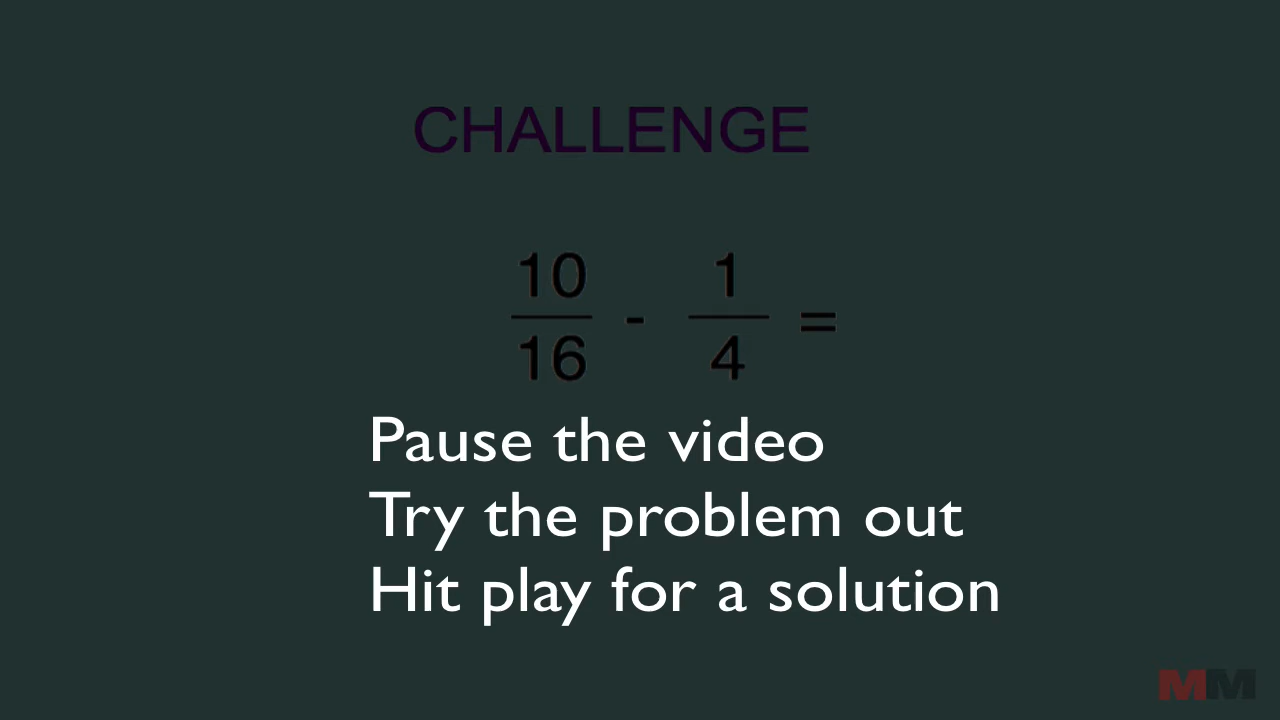 CHALLENGE
10/16 - 1/4 =
Pause the video
Try the problem out
Hit play for a solution
MM